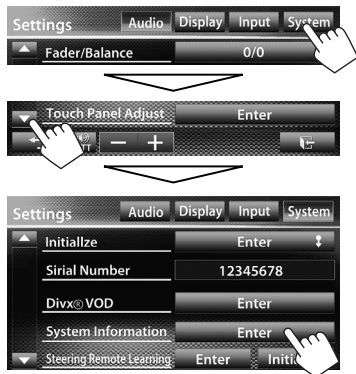 Settings Audio Display Input System
Fader/Balance 0/0
Touch Panel Adjust Enter
Settings Audio Display Input System
Initiallze Enter
Sirial Number 12345678
Divx® VOD Enter
System Information Enter
Steering Remote Learning Enter